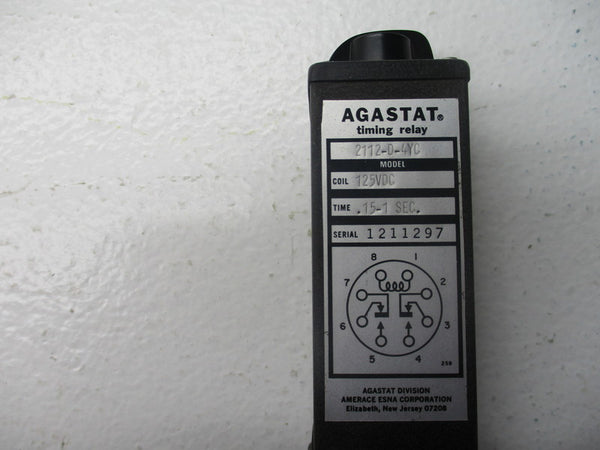 AGASTAT®
timing relay
2112-D-4YC
MODEL
COIL 125VDC
TIME .15-1 SEC.
SERIAL 1211297
8 1
7 2
6 3
5 4
258
AGASTAT DIVISION
AMERACE ESNA CORPORATION
Elizabeth, New Jersey 07208